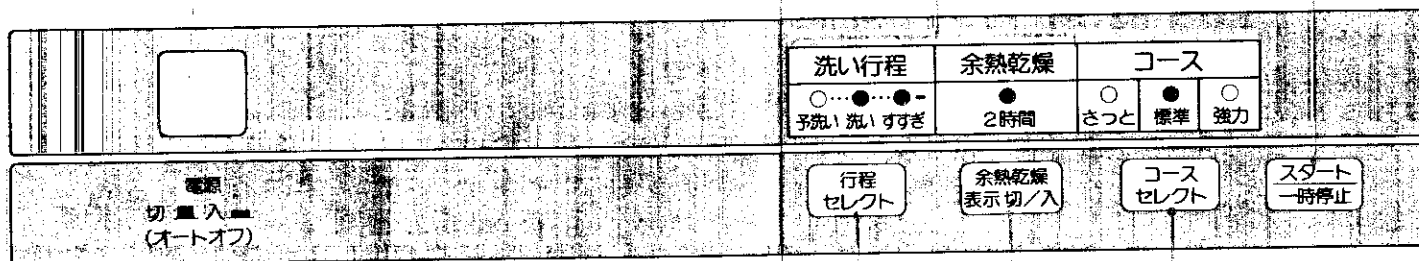 洗い行程 余熱乾燥 コース
予洗い 洗い すすぎ 2時間 さっと 標準 強力
電源
切 入
(オートオフ)
行程
セレクト
余熱乾燥
表示 切/入
コース
セレクト
スタート
一時停止